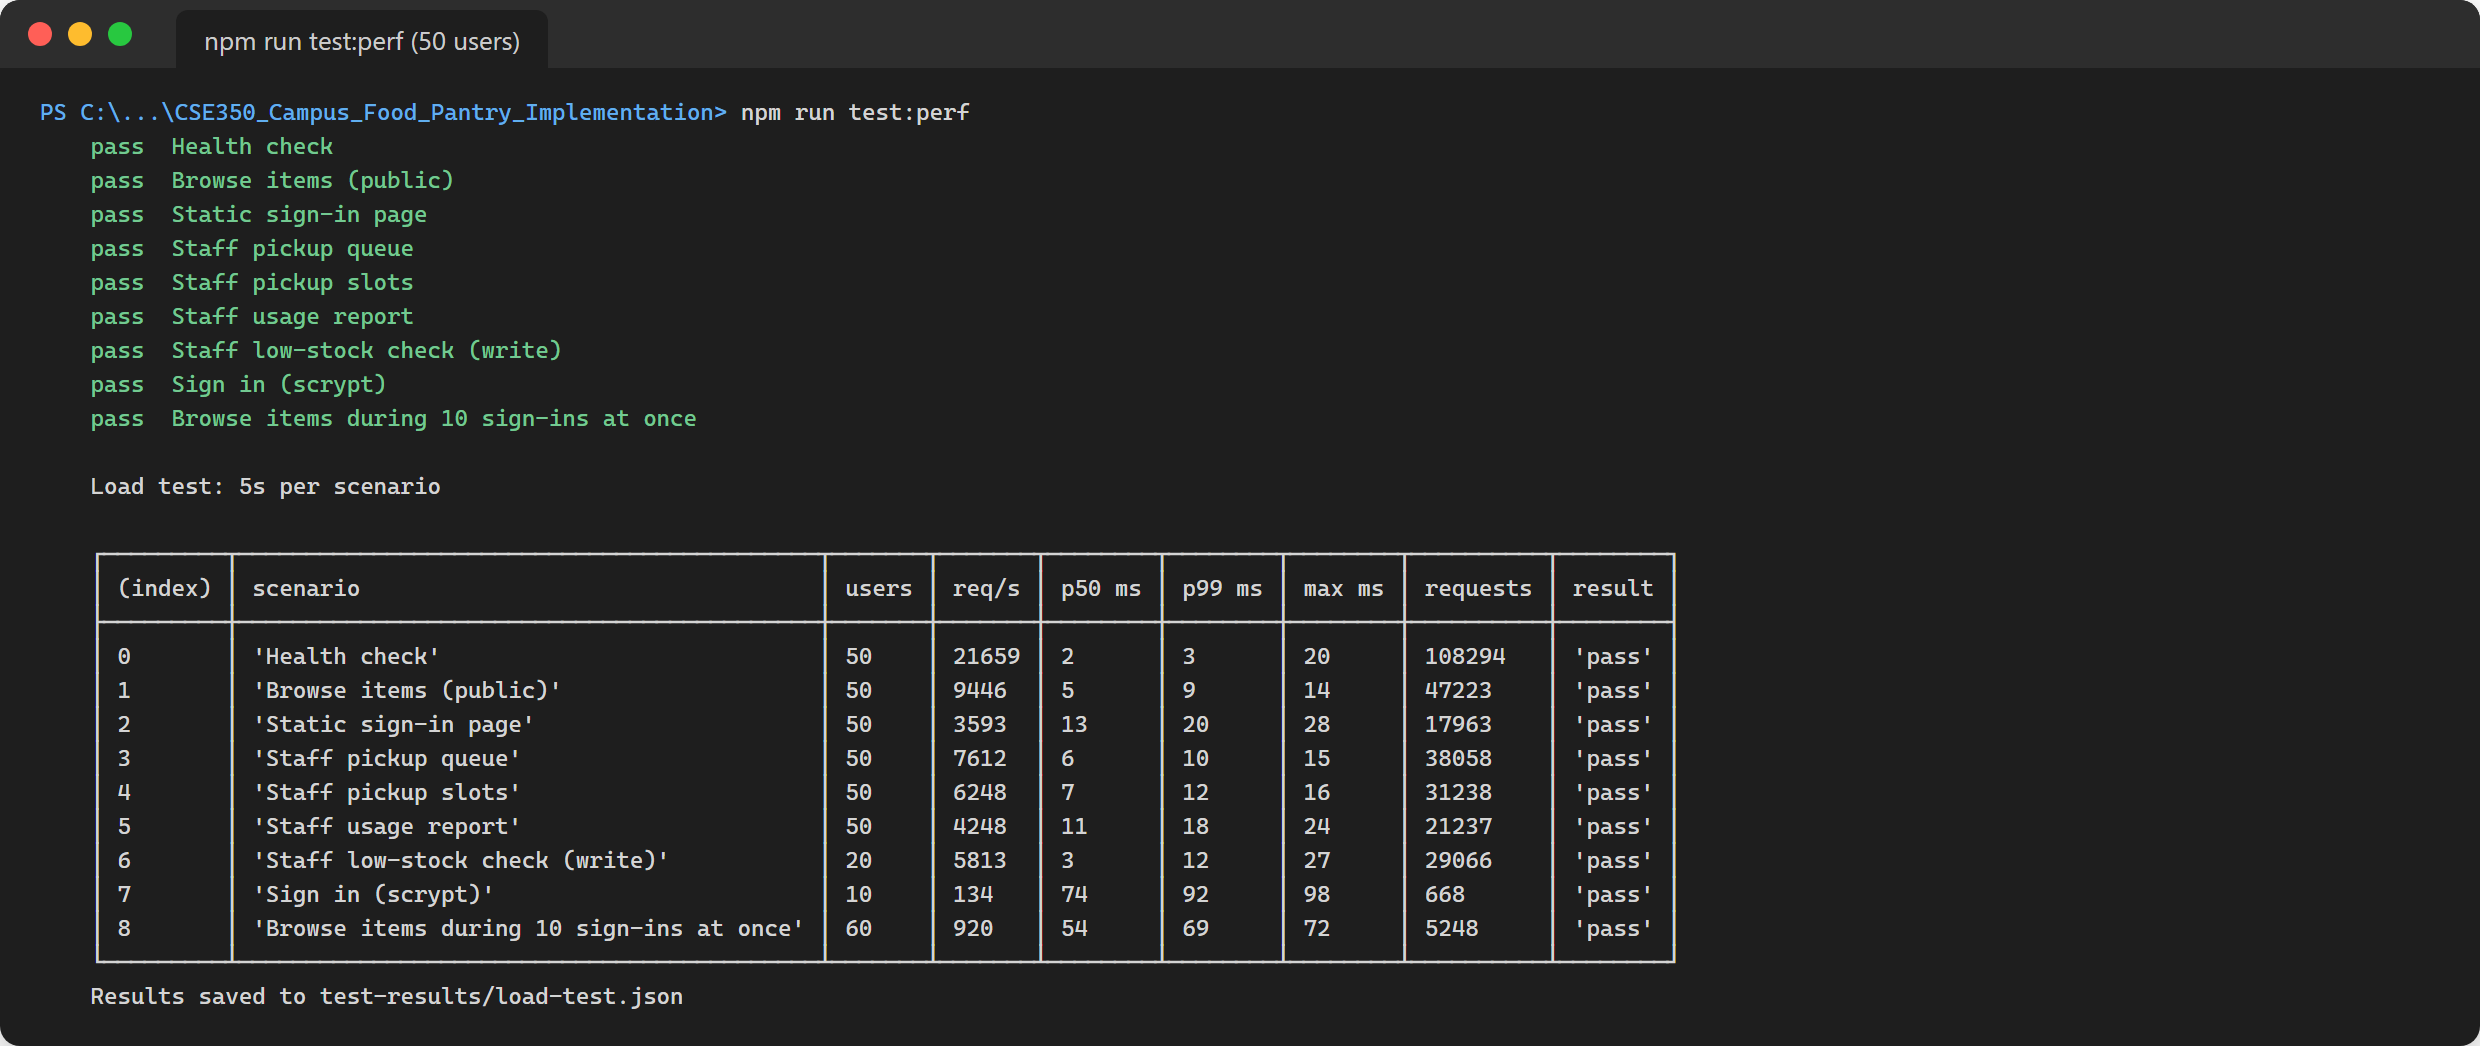 npm run test:perf (50 users)
PS C:\...\CSE350_Campus_Food_Pantry_Implementation> npm run test:perf
pass  Health check
pass  Browse items (public)
pass  Static sign-in page
pass  Staff pickup queue
pass  Staff pickup slots
pass  Staff usage report
pass  Staff low-stock check (write)
pass  Sign in (scrypt)
pass  Browse items during 10 sign-ins at once
Load test: 5s per scenario
(index) scenario users req/s p50 ms p99 ms max ms requests result
0 'Health check' 50 21659 2 3 20 108294 'pass'
1 'Browse items (public)' 50 9446 5 9 14 47223 'pass'
2 'Static sign-in page' 50 3593 13 20 28 17963 'pass'
3 'Staff pickup queue' 50 7612 6 10 15 38058 'pass'
4 'Staff pickup slots' 50 6248 7 12 16 31238 'pass'
5 'Staff usage report' 50 4248 11 18 24 21237 'pass'
6 'Staff low-stock check (write)' 20 5813 3 12 27 29066 'pass'
7 'Sign in (scrypt)' 10 134 74 92 98 668 'pass'
8 'Browse items during 10 sign-ins at once' 60 920 54 69 72 5248 'pass'
Results saved to test-results/load-test.json